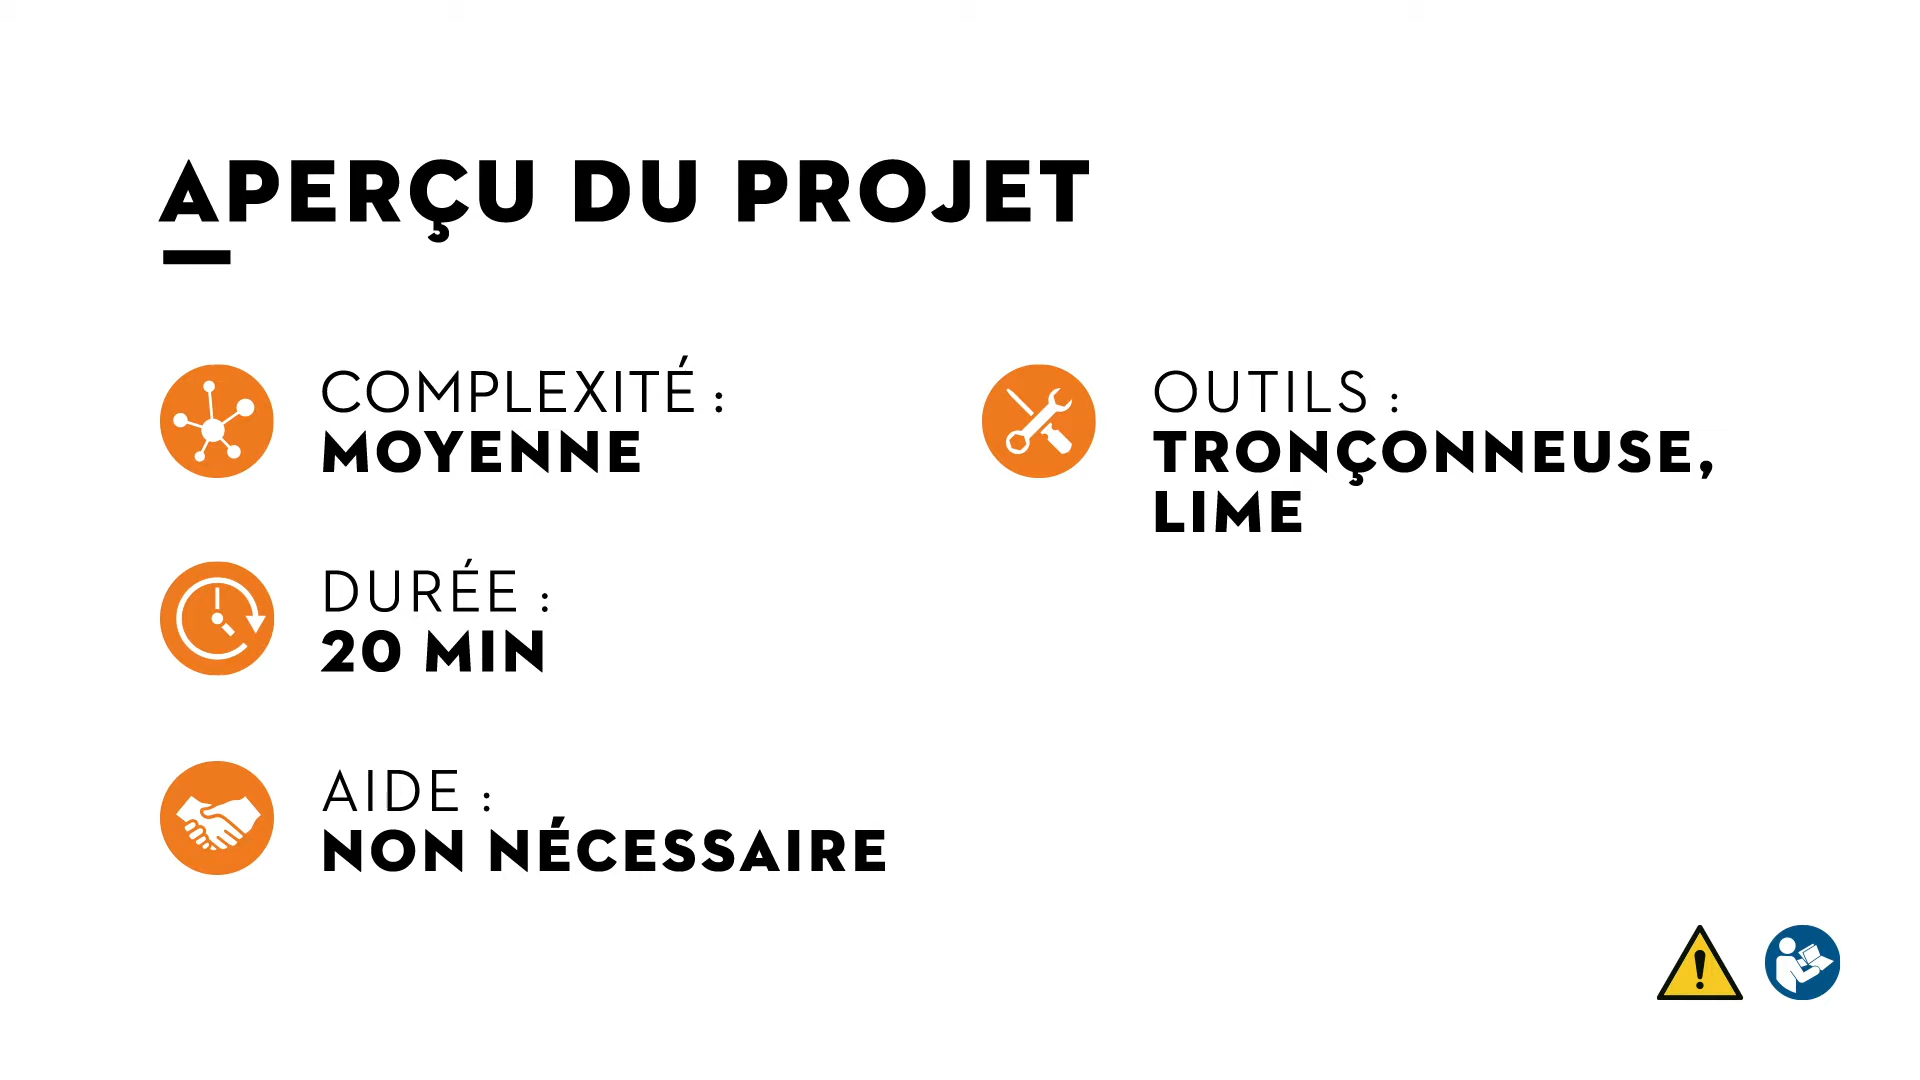 APERÇU DU PROJET
COMPLEXITÉ :
MOYENNE
DURÉE :
20 MIN
AIDE :
NON NÉCESSAIRE
OUTILS :
TRONÇONNEUSE,
LIME